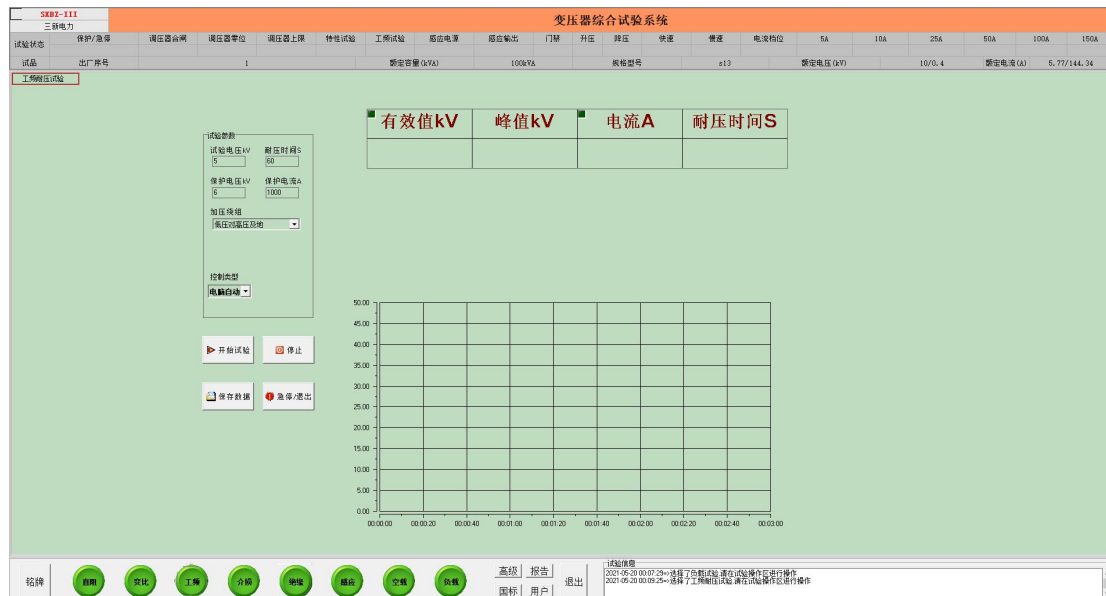 SXBZ-III
三新电力
变压器综合试验系统
试验状态 保护/急停 调压器合闸 调压器零位 调压器上限 特性试验 工频试验 感应电源 感应输出 门禁 升压 降压 快速 慢速 电流档位 5A 10A 25A 50A 100A 150A
试品 出厂序号 1 额定容量(kVA) 100kVA 规格型号 s13 额定电压(kV) 10/0.4 额定电流(A) 5.77/144.34
工频耐压试验
有效值kV 峰值kV 电流A 耐压时间S
试验参数
试验电压kV 耐压时间S
5 60
保护电压kV 保护电流A
6 1000
加压绕组
低压对高压及地
控制类型
电脑自动
开始试验 停止
保存数据 急停/退出
50.00
45.00
40.00
35.00
30.00
25.00
20.00
15.00
10.00
5.00
0.00
00:00:00 00:00:20 00:00:40 00:01:00 00:01:20 00:01:40 00:02:00 00:02:20 00:02:40 00:03:00
铭牌 直阻 变比 工频 介损 绝缘 感应 空载 负载
高级 报告
国标 用户
退出
试验信息
2021-05-20 00:07:29=>选择了负载试验,请在试验操作区进行操作
2021-05-20 00:09:25=>选择了工频耐压试验,请在试验操作区进行操作